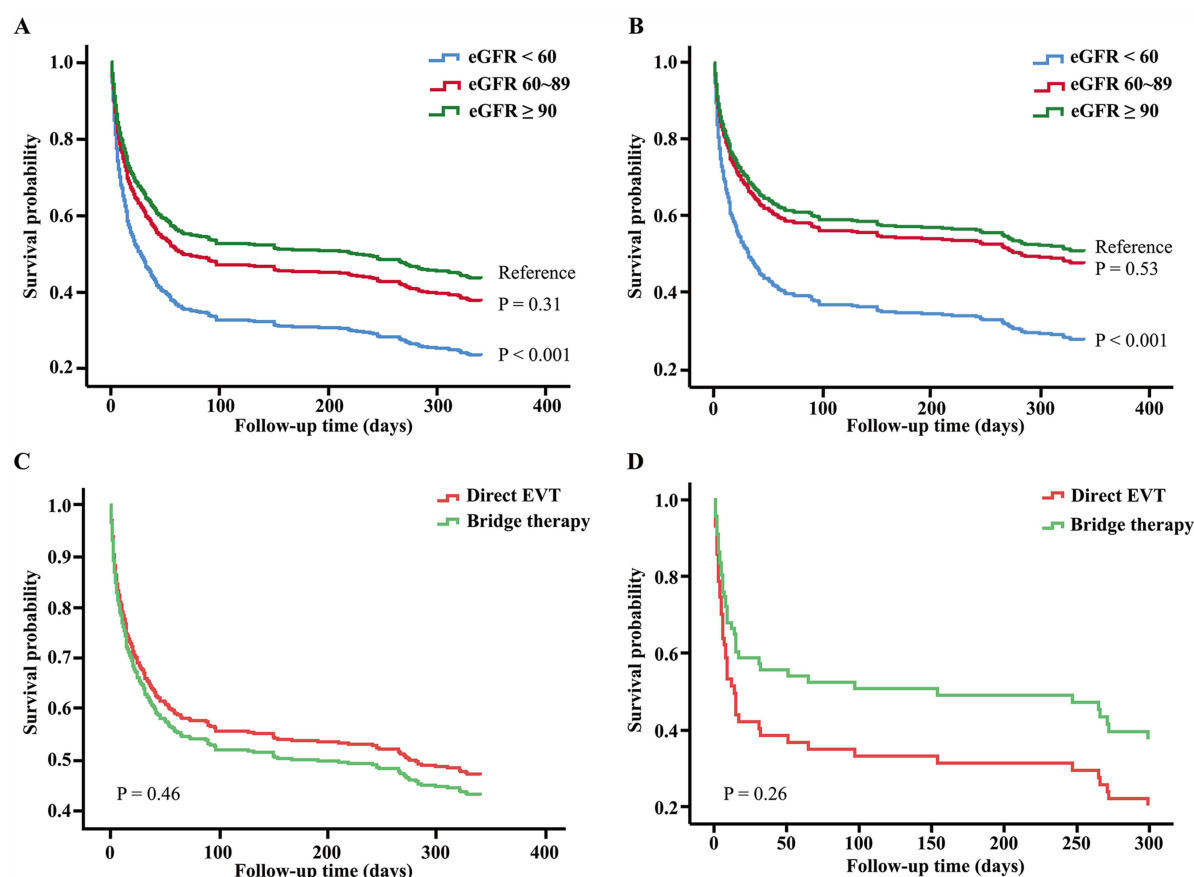 A
eGFR < 60
eGFR 60~89
eGFR ≥ 90
Survival probability
1.0
0.8
0.6
0.4
0.2
Reference
P = 0.31
P < 0.001
0 100 200 300 400
Follow-up time (days)
B
eGFR < 60
eGFR 60~89
eGFR ≥ 90
Survival probability
1.0
0.8
0.6
0.4
0.2
Reference
P = 0.53
P < 0.001
0 100 200 300 400
Follow-up time (days)
C
Direct EVT
Bridge therapy
Survival probability
1.0
0.9
0.8
0.7
0.6
0.5
0.4
P = 0.46
0 100 200 300 400
Follow-up time (days)
D
Direct EVT
Bridge therapy
Survival probability
1.0
0.8
0.6
0.4
0.2
P = 0.26
0 50 100 150 200 250 300
Follow-up time (days)